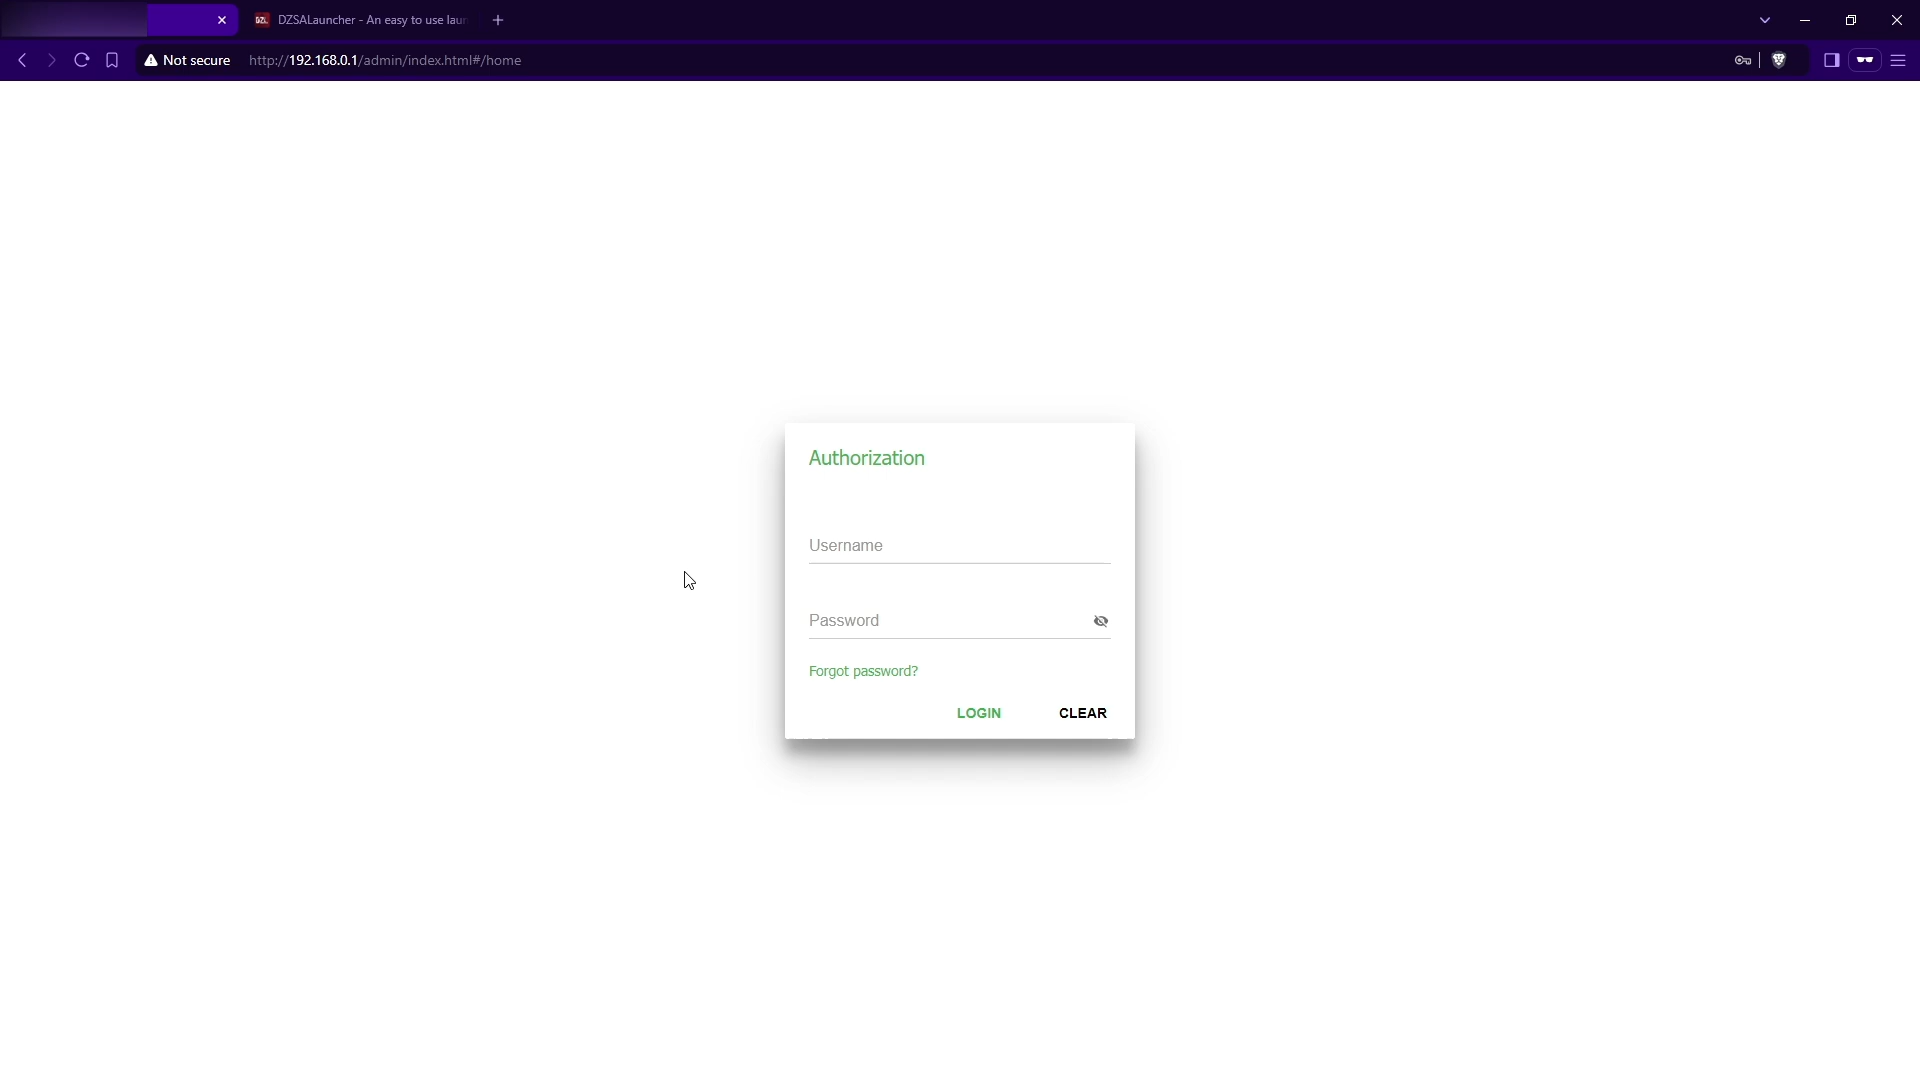 DZSALauncher - An easy to use laun
Not secure http://192.168.0.1/admin/index.html#/home
Authorization
Username
Password
Forgot password?
LOGIN CLEAR